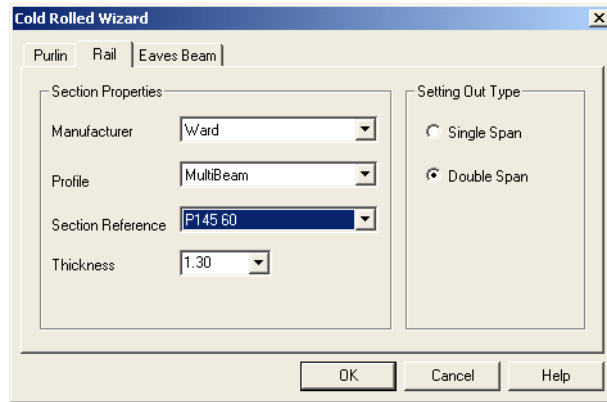 Cold Rolled Wizard
Purlin Rail Eaves Beam
Section Properties
Manufacturer Ward
Profile MultiBeam
Section Reference P145 60
Thickness 1.30
Setting Out Type
Single Span
Double Span
OK Cancel Help